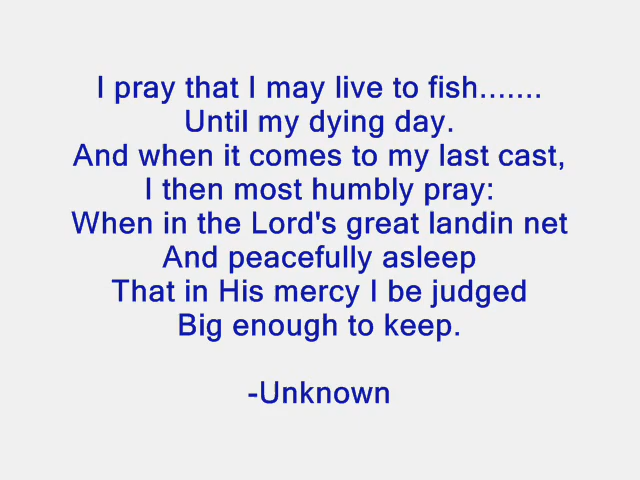 I pray that I may live to fish.......
Until my dying day.
And when it comes to my last cast,
I then most humbly pray:
When in the Lord's great landin net
And peacefully asleep
That in His mercy I be judged
Big enough to keep.
-Unknown